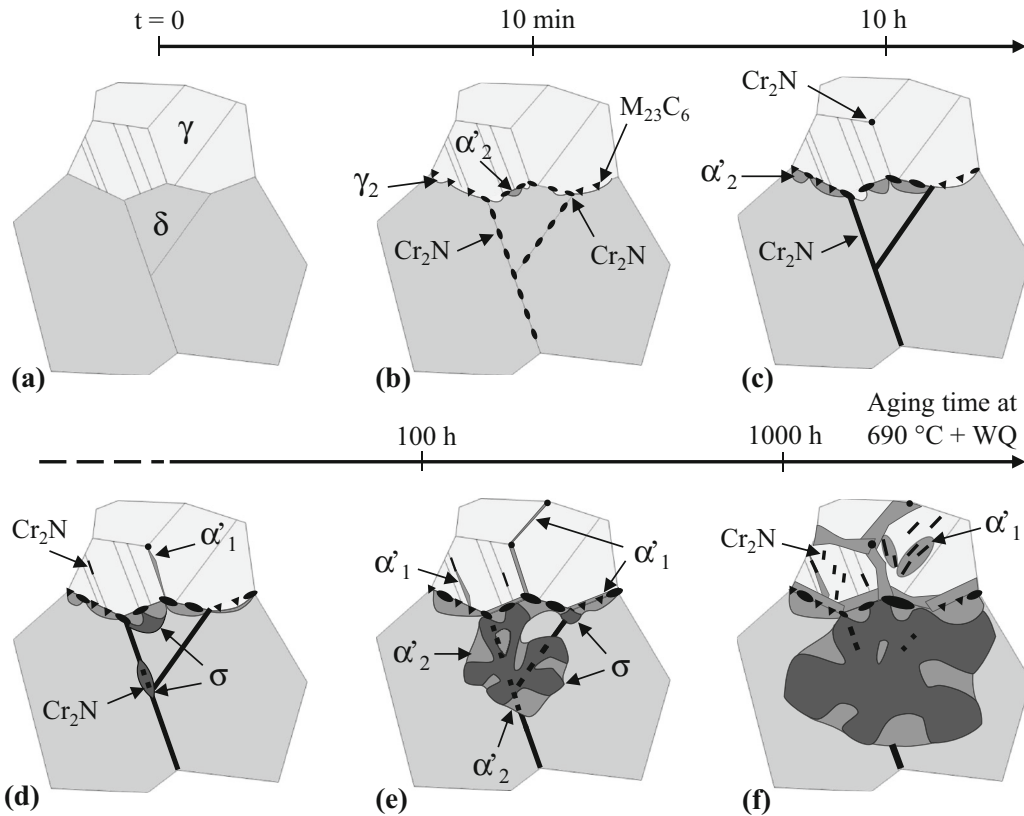 t = 0
10 min
10 h
γ
δ
(a)
M₂₃C₆
α'₂
γ₂
Cr₂N
Cr₂N
(b)
Cr₂N
α'₂
Cr₂N
(c)
100 h
1000 h
Aging time at
690 °C + WQ
Cr₂N
α'₁
σ
Cr₂N
(d)
α'₁
α'₁
α'₂
σ
α'₂
(e)
Cr₂N
α'₁
(f)